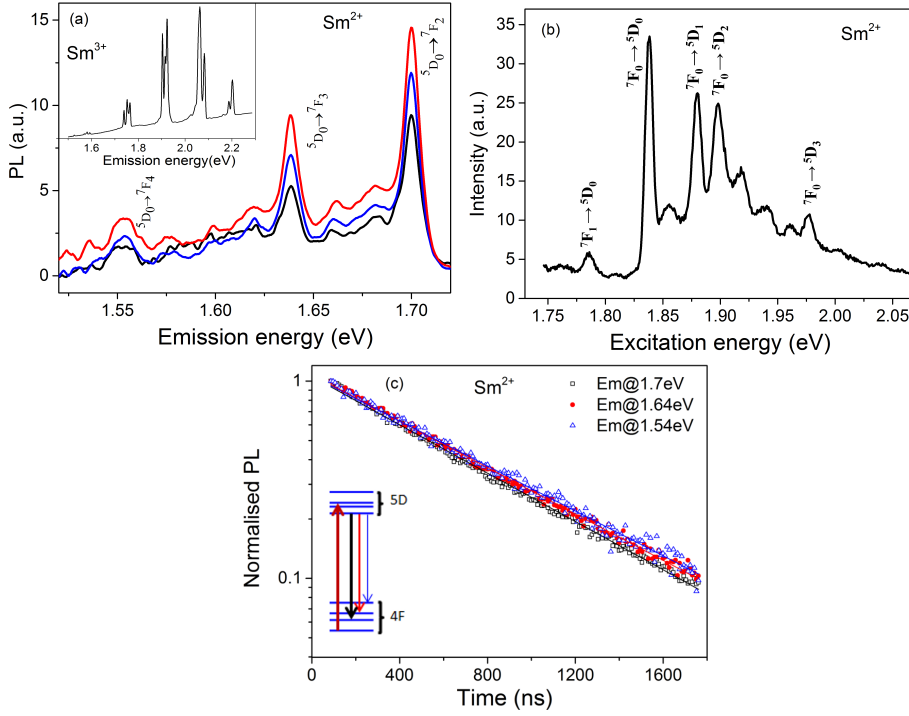 (a)
Sm³⁺
1.6 1.8 2.0 2.2
Emission energy(eV)
Sm²⁺
⁵D₀→⁷F₂
⁵D₀→⁷F₃
⁵D₀→⁷F₄
PL (a.u.)
15
10
5
0
1.55 1.60 1.65 1.70
Emission energy (eV)
(b)
Sm²⁺
⁷F₀→⁵D₀
⁷F₀→⁵D₁
⁷F₀→⁵D₂
⁷F₁→⁵D₀
⁷F₀→⁵D₃
Intensity (a.u.)
35
30
25
20
15
10
5
0
1.75 1.80 1.85 1.90 1.95 2.00 2.05
Excitation energy (eV)
(c)
Sm²⁺
Em@1.7eV
Em@1.64eV
Em@1.54eV
5D
4F
Normalised PL
1
0.1
0 400 800 1200 1600
Time (ns)